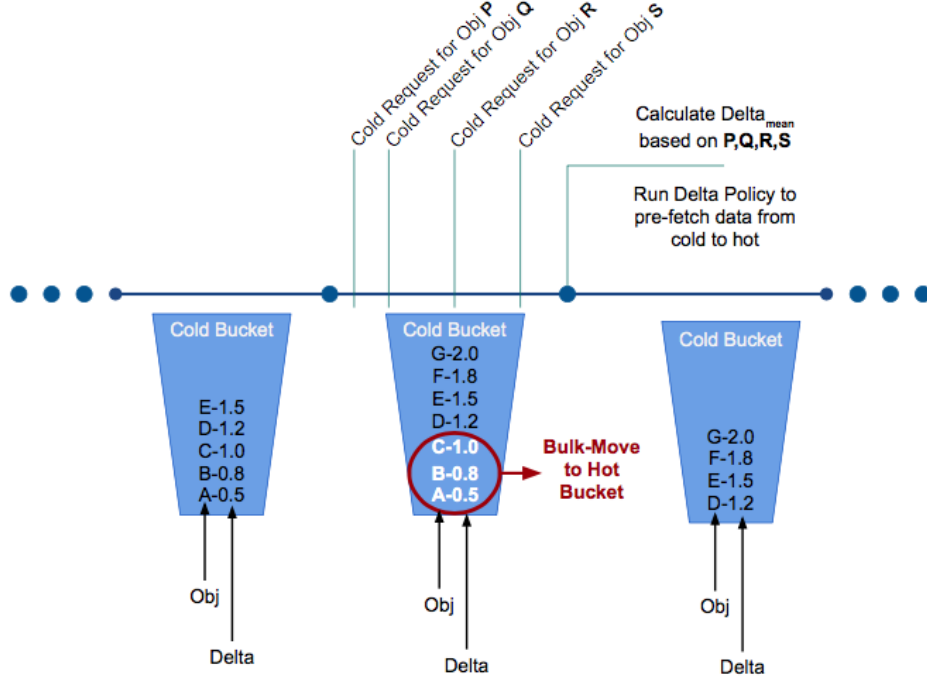 Cold Request for Obj P
Cold Request for Obj Q
Cold Request for Obj R
Cold Request for Obj S
Calculate Delta_mean
based on P,Q,R,S
Run Delta Policy to
pre-fetch data from
cold to hot
Cold Bucket
E-1.5
D-1.2
C-1.0
B-0.8
A-0.5
Obj
Delta
Cold Bucket
G-2.0
F-1.8
E-1.5
D-1.2
C-1.0
B-0.8
A-0.5
Bulk-Move
to Hot
Bucket
Obj
Delta
Cold Bucket
G-2.0
F-1.8
E-1.5
D-1.2
Obj
Delta